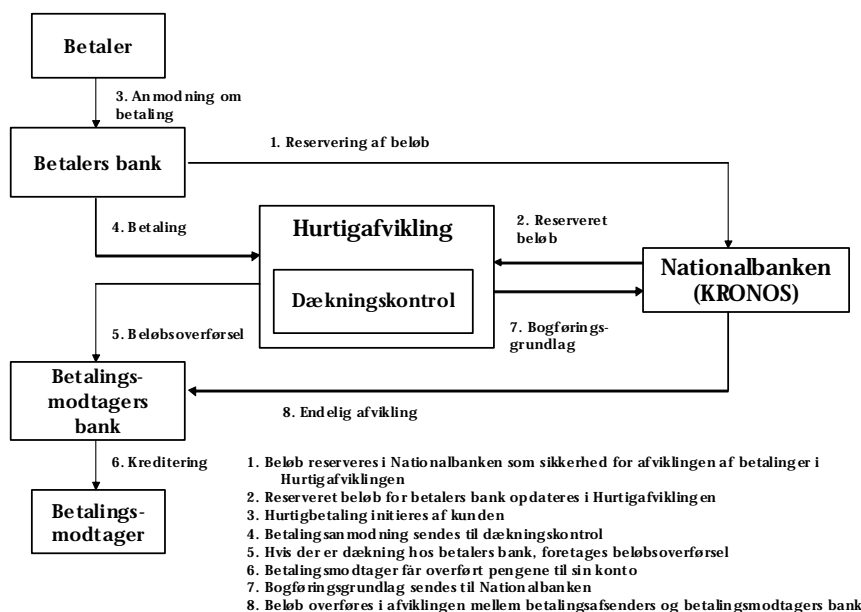 Betaler
3. Anmodning om
betaling
Betalers bank
1. Reservering af beløb
4. Betaling
Hurtigafvikling
2. Reserveret
beløb
Nationalbanken
(KRONOS)
Dækningskontrol
5. Beløbsoverførsel
7. Bogførings-
grundlag
Betalings-
modtagers
bank
8. Endelig afvikling
6. Kreditering
Betalings-
modtager
1. Beløb reserveres i Nationalbanken som sikkerhed for afviklingen af betalinger i
Hurtigafviklingen
2. Reserveret beløb for betalers bank opdateres i Hurtigafviklingen
3. Hurtigbetaling initieres af kunden
4. Betalingsanmodning sendes til dækningskontrol
5. Hvis der er dækning hos betalers bank, foretages beløbsoverførsel
6. Betalingsmodtager får overført pengene til sin konto
7. Bogføringsgrundlag sendes til Nationalbanken
8. Beløb overføres i afviklingen mellem betalingsafsenders og betalingsmodtagers bank